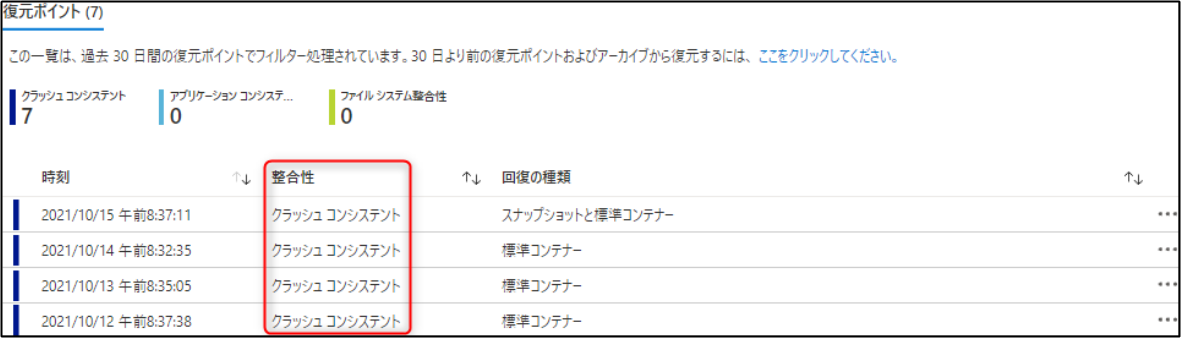 復元ポイント (7)
この一覧は、過去 30 日間の復元ポイントでフィルター処理されています。30 日より前の復元ポイントおよびアーカイブから復元するには、 ここをクリックしてください。
クラッシュ コンシステント アプリケーション コンシステ... ファイル システム整合性
7 0 0
時刻 ↑↓ 整合性 ↑↓ 回復の種類 ↑↓
2021/10/15 午前8:37:11 クラッシュ コンシステント スナップショットと標準コンテナー ...
2021/10/14 午前8:32:35 クラッシュ コンシステント 標準コンテナー ...
2021/10/13 午前8:35:05 クラッシュ コンシステント 標準コンテナー ...
2021/10/12 午前8:37:38 クラッシュ コンシステント 標準コンテナー ...